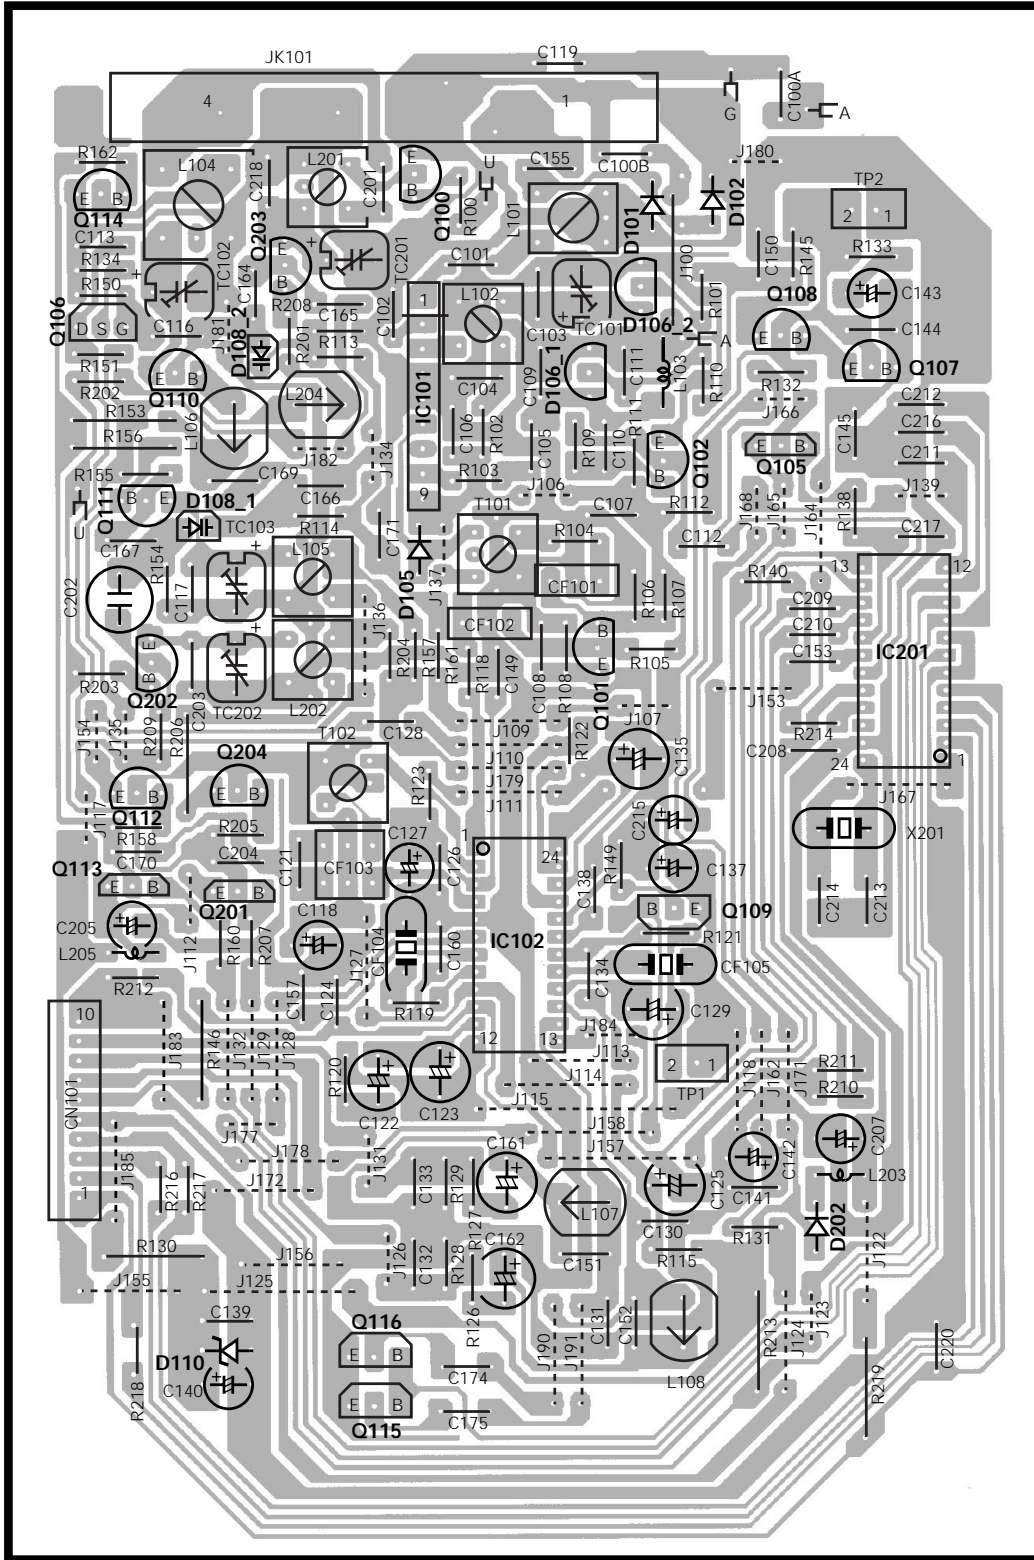 C119
JK101
4
1
G
C100A
A
R162
E B
Q114
L104
C218
L201
C201
E
B
Q100
R100
U
C155
C100B
L101
D101
D102
J180
TP2
2 1
C113
R134
R150
Q106
D S G
TC102
Q203
E
B
C164
R208
TC201
C101
J100
C150
R145
R133
C143
C144
C116
J181
D108_2
R201
C165
R113
C102
1
L102
C103
TC101
D106_2
R101
A
Q108
E B
Q107
E B
R151
R202
E B
Q110
R153
R156
L106
L204
IC101
C104
C109
D106_1
C111
L103
R110
R132
J166
C212
C216
R155
C169
J182
J134
C106
R102
C105
R109
C110
R111
B
Q102
E B
Q105
C145
C211
J139
Q111
B E
U
D108_1
C166
R114
R103
9
J106
C107
R112
J168
J165
J164
R138
C217
C167
R154
TC103
L105
C171
D105
J137
T101
R104
C112
C202
C117
J136
CF101
R106
R107
R140
13 12
C209
C210
C153
IC201
E
B
Q202
R203
C203
TC202
L202
R204
R157
R161
CF102
R118
C149
C108
R108
B
E
Q101
R105
J153
J154
J135
R209
R206
Q204
T102
C128
J109
J110
J179
J111
R122
J107
C135
R214
C208
24 1
J167
J117
E B
Q112
R158
C170
E B
R205
C204
R123
C215
X201
Q113
E B
E B
Q201
C121
CF103
C127
C126
1
24
C138
R149
C137
C214
C213
C205
L205
J112
R160
R207
C118
J127
CF104
C160
IC102
B E
Q109
R121
CF105
R212
C157
C124
R119
C134
C129
10
CN101
1
J183
R146
J132
J129
J128
R120
C122
C123
12 13
J184
J113
J114
2 1
TP1
J118
J162
J171
R211
R210
J115
J158
J157
J177
J178
J172
J131
C161
C142
C207
L203
J185
R216
R217
C133
R129
R127
L107
C125
C141
C130
R131
D202
J122
R130
J155
J156
J125
J126
C132
R128
C162
C151
R115
C139
D110
C140
R218
Q116
E B
R126
C174
J190
J191
C131
C152
L108
R213
J124
J123
R219
C220
E B
Q115
C175